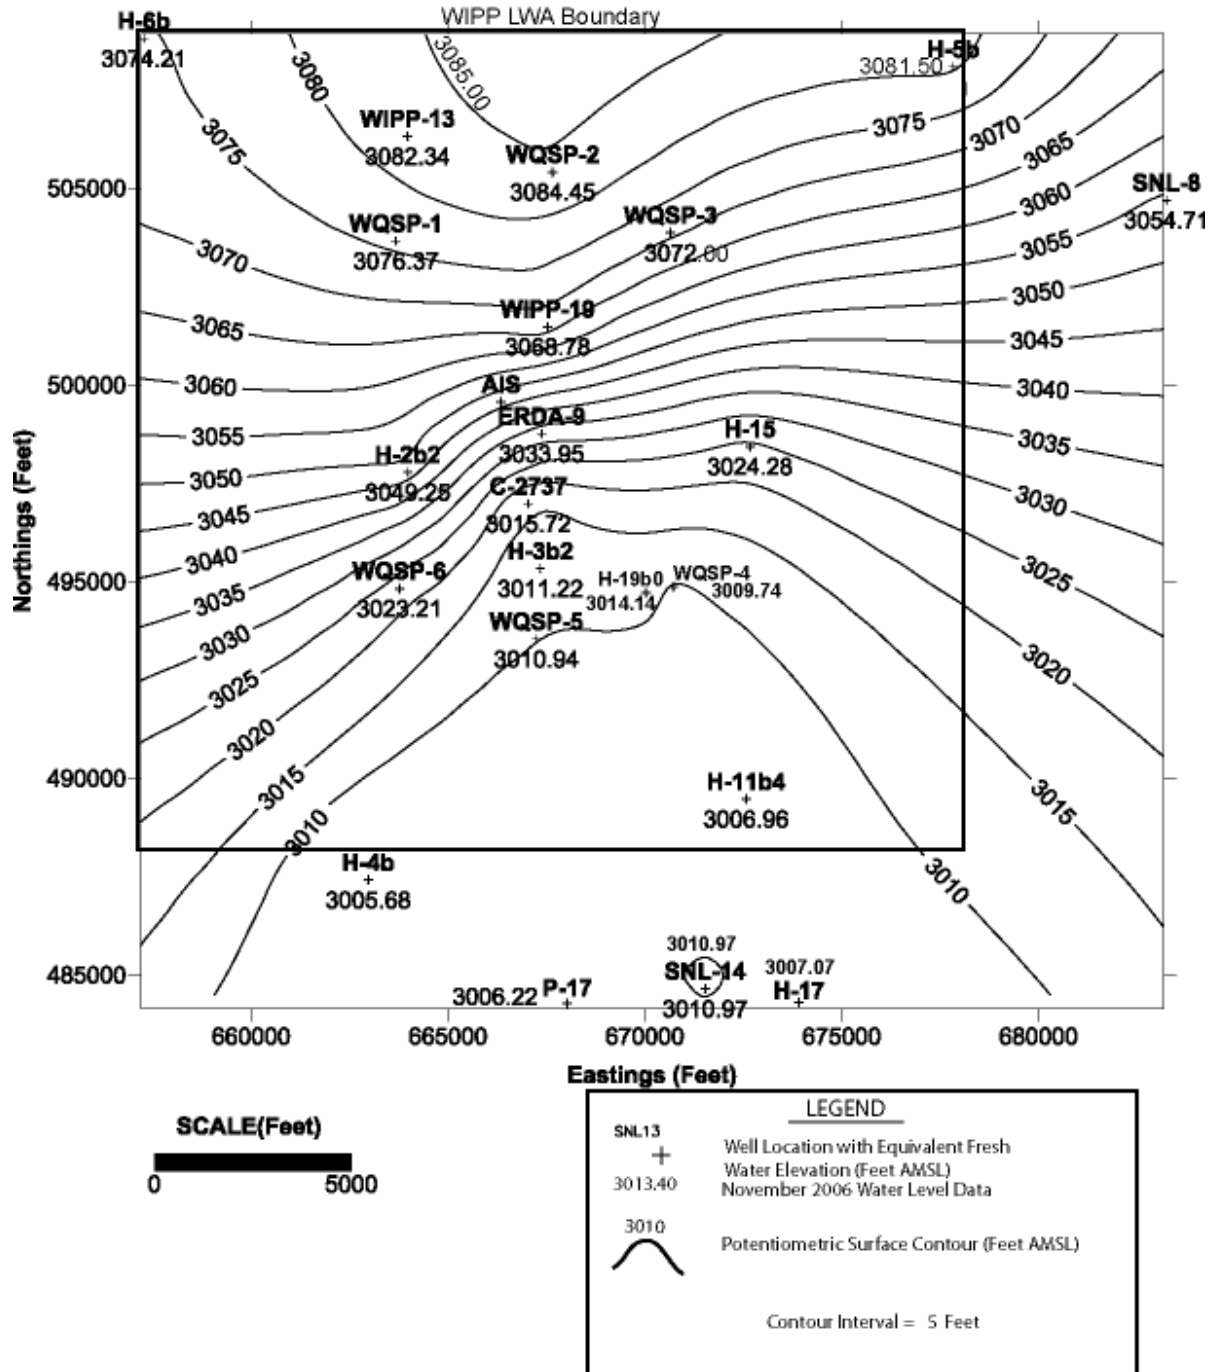 WIPP LWA Boundary
H-6b
3074.21
3080
3085.00
H-5b
3081.50
WIPP-13
3082.34
3075
3075
3070
3065
WQSP-2
3084.45
505000
SNL-8
3054.71
3060
WQSP-1
3076.37
WQSP-3
3072.00
3070
3055
3050
WIPP-19
3068.78
3065
3045
500000
3060
AIS
3040
ERDA-9
3033.95
H-15
3024.28
3055
3035
H-2b2
3049.25
3050
3030
C-2737
3015.72
3045
3040
H-3b2
3011.22
495000
WQSP-6
3023.21
H-19b0
3014.14
WQSP-4
3009.74
3025
3035
WQSP-5
3010.94
3030
3020
3025
3020
3015
490000
H-11b4
3006.96
3015
3010
H-4b
3005.68
3010
3010.97
485000
SNL-14
3010.97
3007.07
H-17
3006.22
P-17
660000 665000 670000 675000 680000
Northings (Feet)
Eastings (Feet)
SCALE(Feet)
0 5000
LEGEND
SNL13
3013.40
Well Location with Equivalent Fresh
Water Elevation (Feet AMSL)
November 2006 Water Level Data
3010
Potentiometric Surface Contour (Feet AMSL)
Contour Interval = 5 Feet